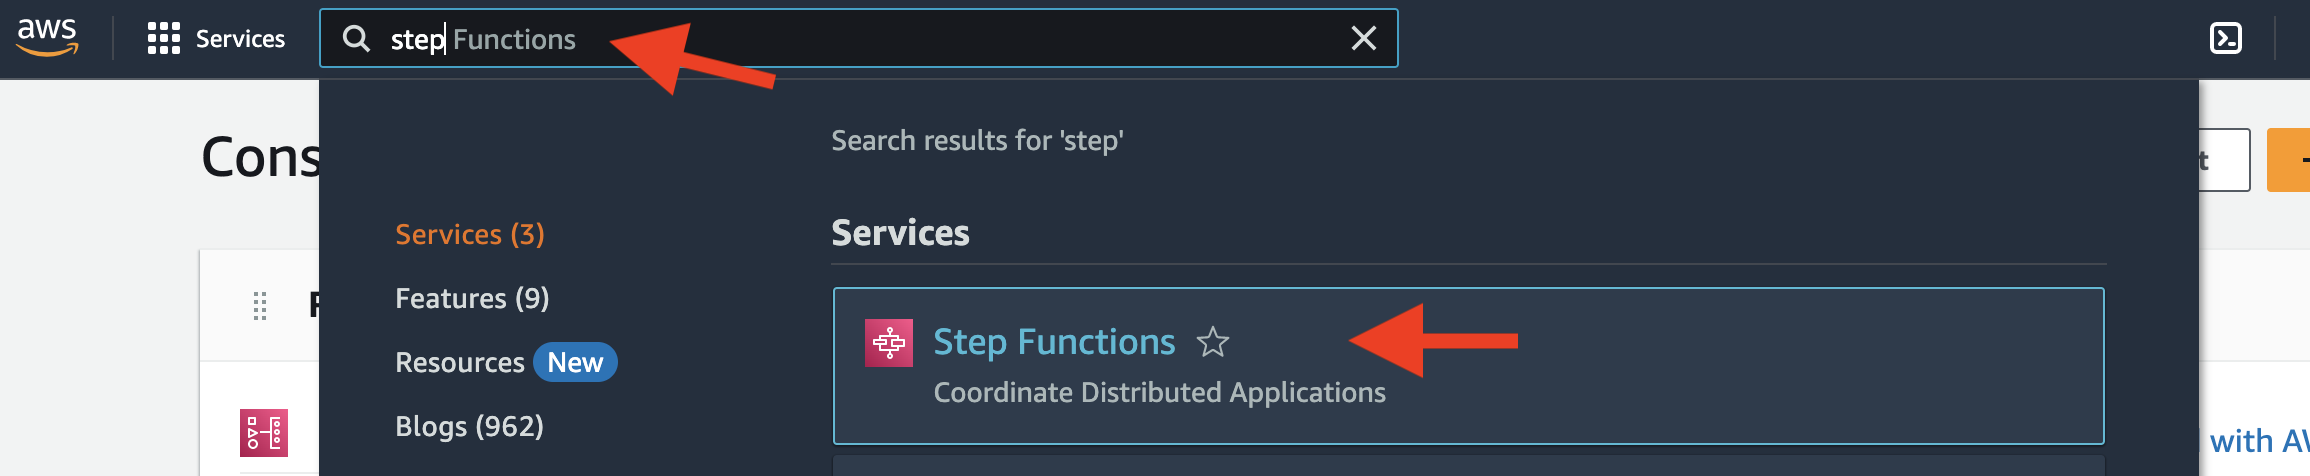 aws
Services
step Functions
Cons
Search results for 'step'
Services (3)
Features (9)
Resources New
Blogs (962)
Services
Step Functions
Coordinate Distributed Applications
t
with AW